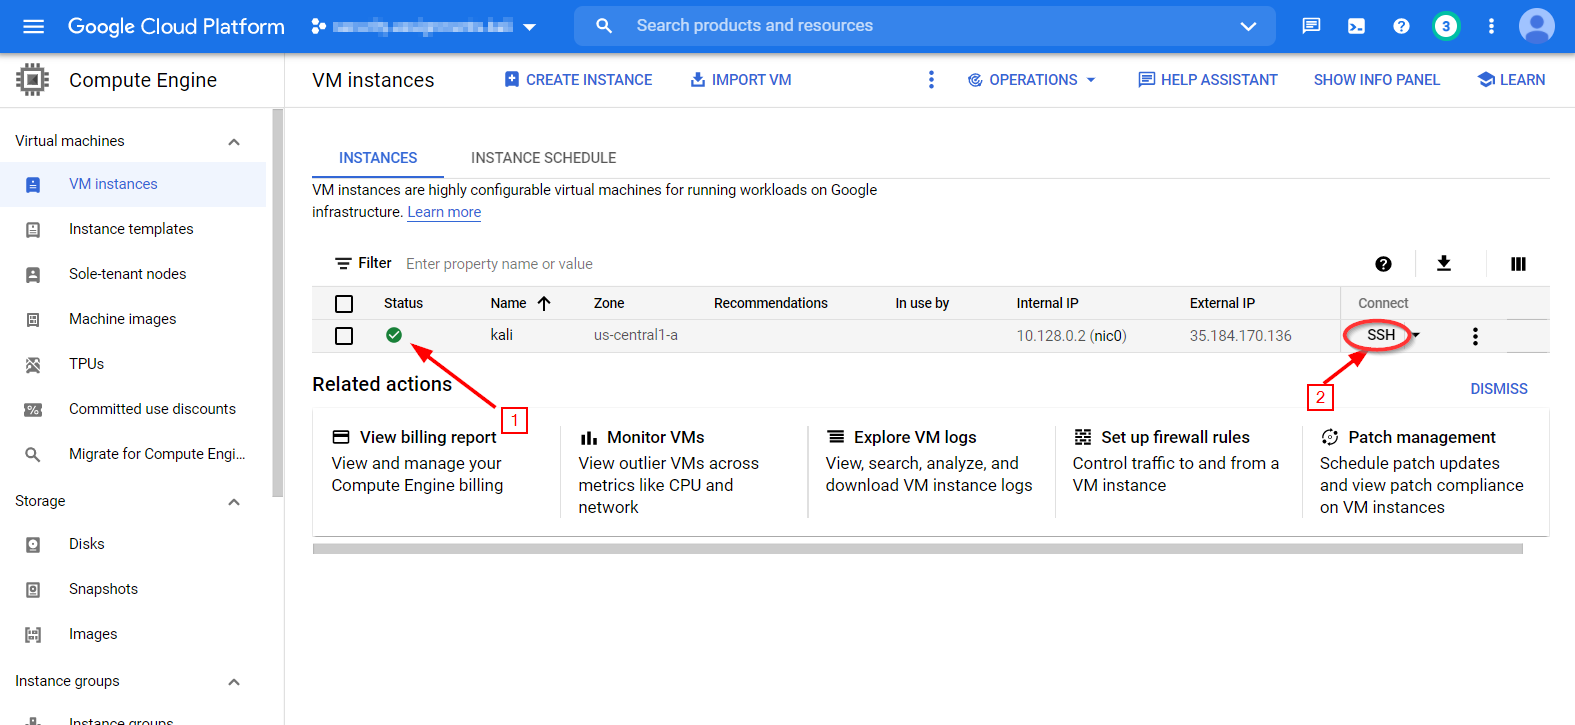 Google Cloud Platform
Search products and resources
3
Compute Engine
VM instances
CREATE INSTANCE
IMPORT VM
OPERATIONS
HELP ASSISTANT
SHOW INFO PANEL
LEARN
Virtual machines
VM instances
Instance templates
Sole-tenant nodes
Machine images
TPUs
Committed use discounts
Migrate for Compute Engi...
Storage
Disks
Snapshots
Images
Instance groups
Instance groups
INSTANCES
INSTANCE SCHEDULE
VM instances are highly configurable virtual machines for running workloads on Google
infrastructure. Learn more
Filter Enter property name or value
Status Name Zone Recommendations In use by Internal IP External IP Connect
kali us-central1-a 10.128.0.2 (nic0) 35.184.170.136 SSH
1
2
Related actions
DISMISS
View billing report
View and manage your
Compute Engine billing
Monitor VMs
View outlier VMs across
metrics like CPU and
network
Explore VM logs
View, search, analyze, and
download VM instance logs
Set up firewall rules
Control traffic to and from a
VM instance
Patch management
Schedule patch updates
and view patch compliance
on VM instances